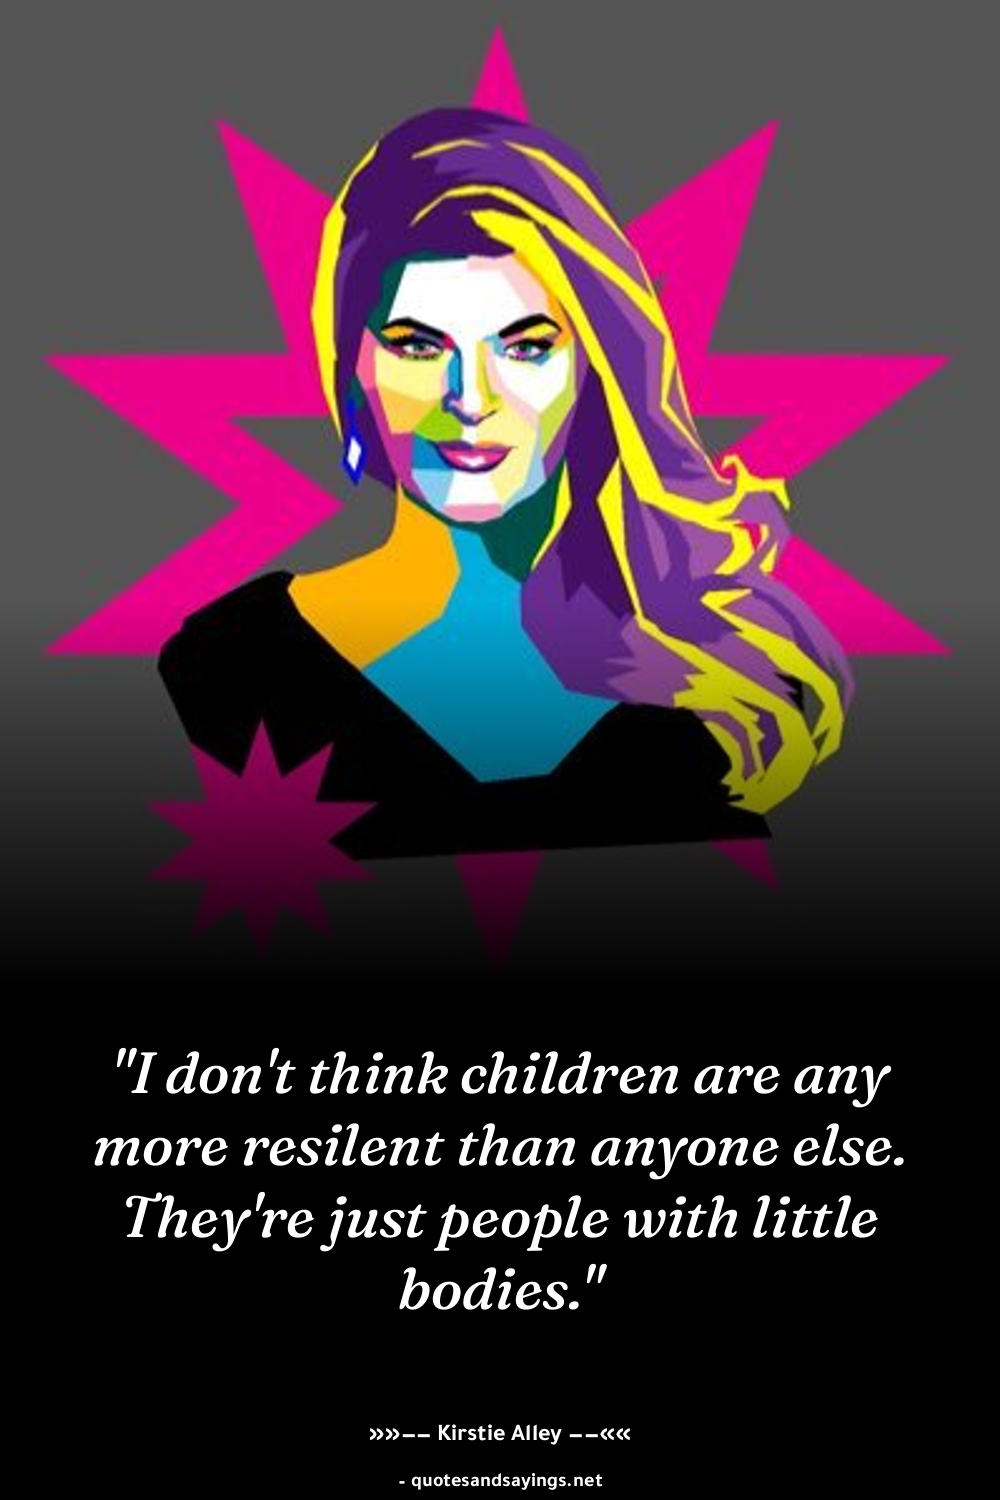 "I don't think children are any
more resilent than anyone else.
They're just people with little
bodies."
»»–– Kirstie Alley ––««
- quotesandsayings.net